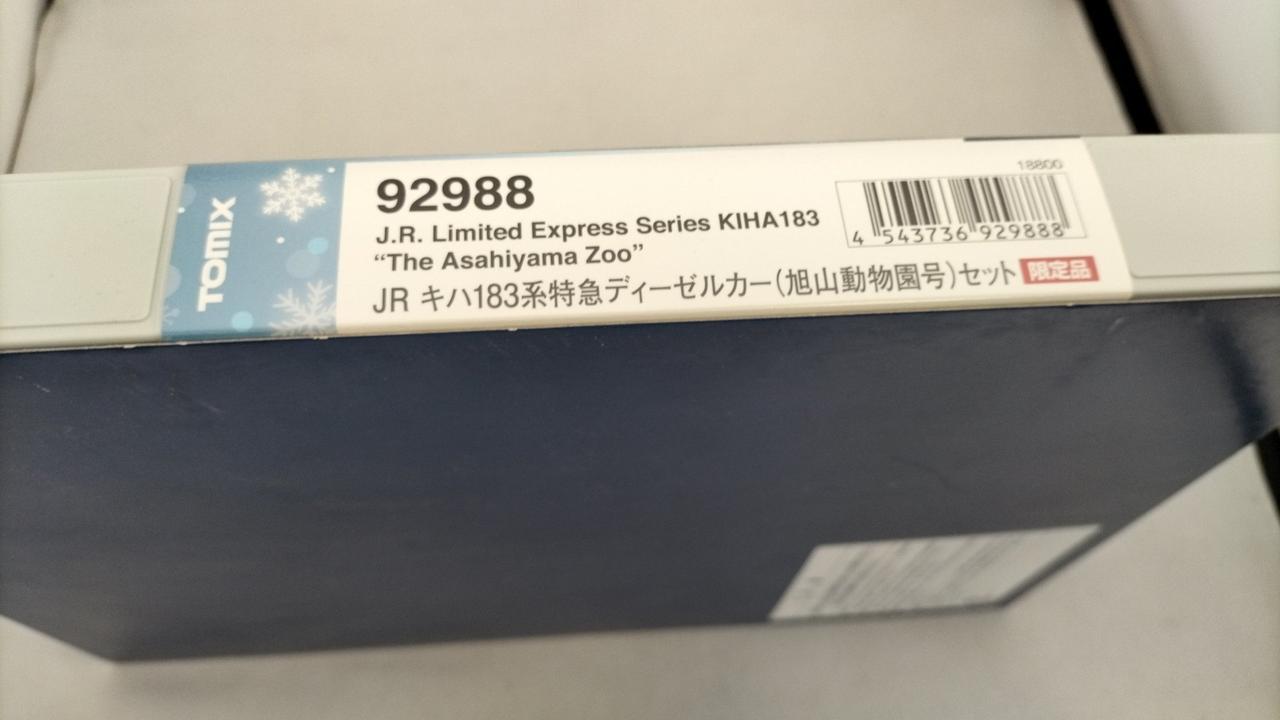 TOMIX
92988
J.R. Limited Express Series KIHA183
“The Asahiyama Zoo”
JR キハ183系特急ディーゼルカー(旭山動物園号)セット 限定品
18800
4 543736 929888